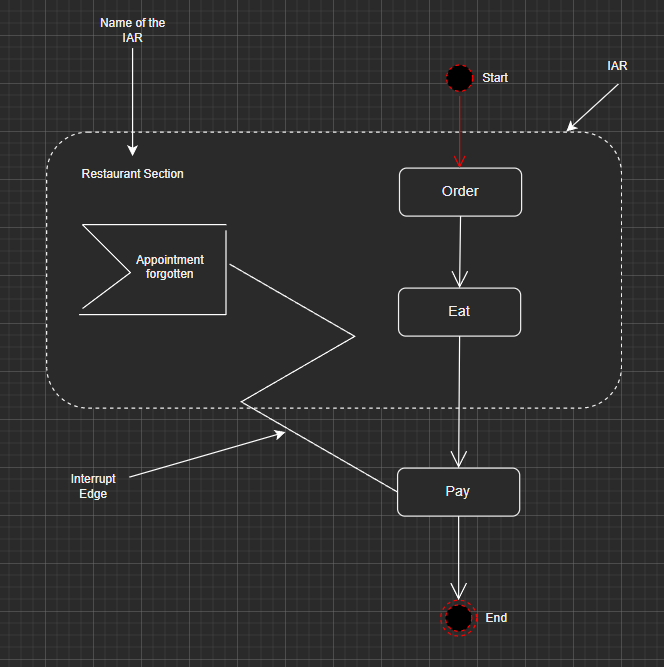 Name of the
IAR
Start
IAR
Restaurant Section
Order
Appointment
forgotten
Eat
Interrupt
Edge
Pay
End